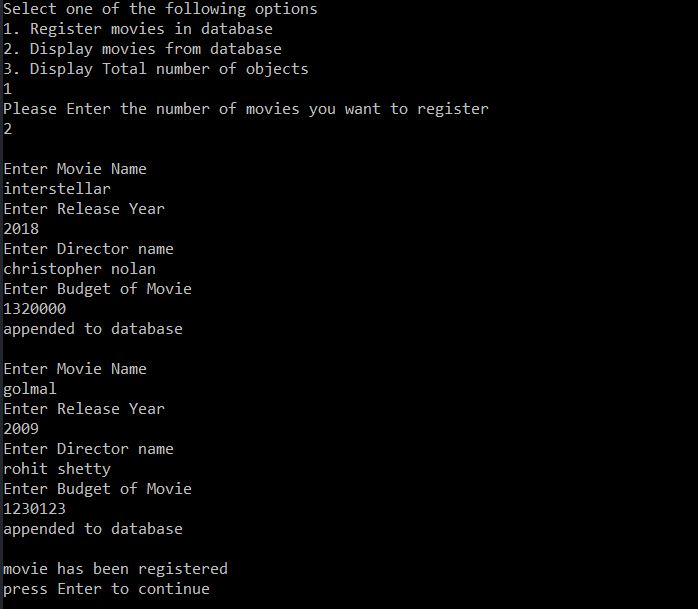 Select one of the following options
1. Register movies in database
2. Display movies from database
3. Display Total number of objects
1
Please Enter the number of movies you want to register
2
Enter Movie Name
interstellar
Enter Release Year
2018
Enter Director name
christopher nolan
Enter Budget of Movie
1320000
appended to database
Enter Movie Name
golmal
Enter Release Year
2009
Enter Director name
rohit shetty
Enter Budget of Movie
1230123
appended to database
movie has been registered
press Enter to continue